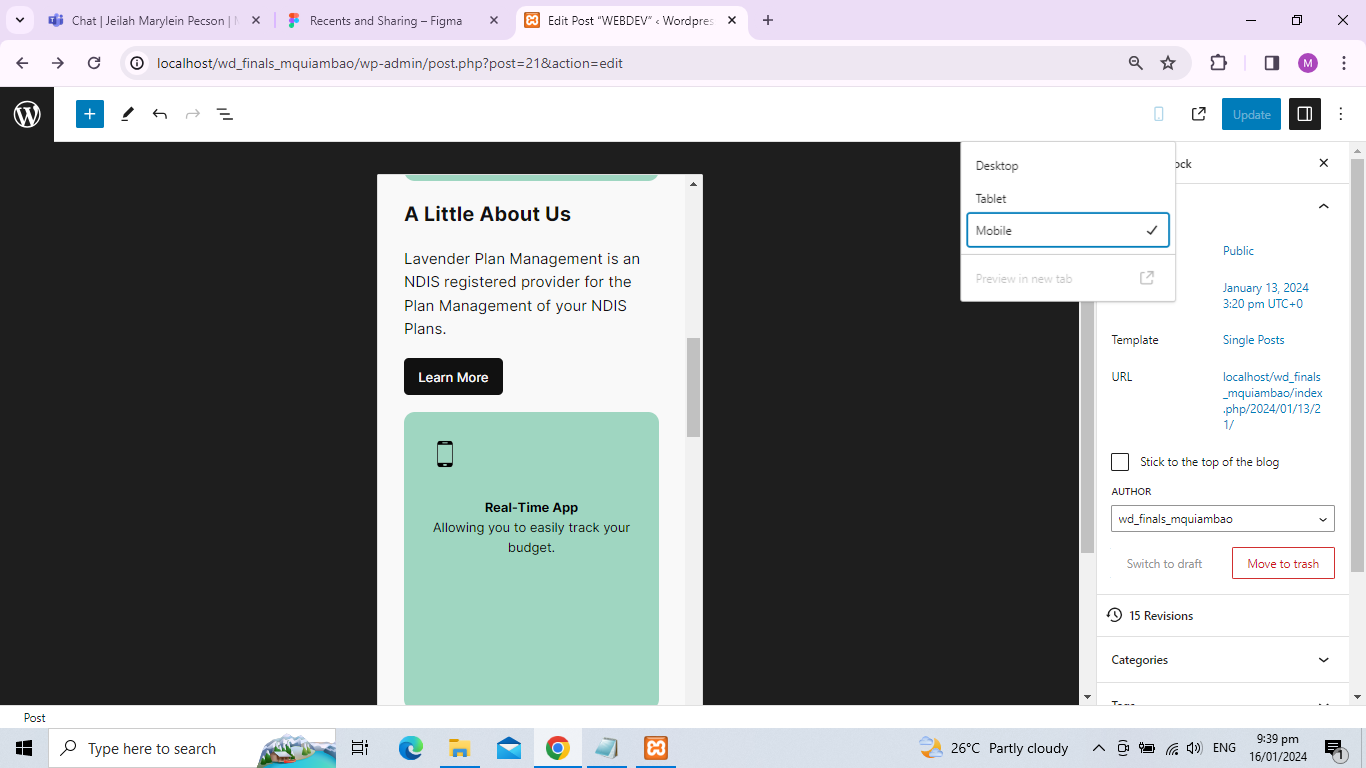 Chat | Jeilah Marylein Pecson | M
Recents and Sharing – Figma
Edit Post “WEBDEV” ‹ Wordpres
localhost/wd_finals_mquiambao/wp-admin/post.php?post=21&action=edit
M
Update
Desktop
Tablet
Mobile
Preview in new tab
ock
Public
January 13, 2024
3:20 pm UTC+0
Template
Single Posts
URL
localhost/wd_finals
_mquiambao/index
.php/2024/01/13/2
1/
Stick to the top of the blog
AUTHOR
wd_finals_mquiambao
Switch to draft
Move to trash
15 Revisions
Categories
Tags
A Little About Us
Lavender Plan Management is an
NDIS registered provider for the
Plan Management of your NDIS
Plans.
Learn More
Real-Time App
Allowing you to easily track your
budget.
Post
Type here to search
26°C Partly cloudy
ENG
9:39 pm
16/01/2024
1